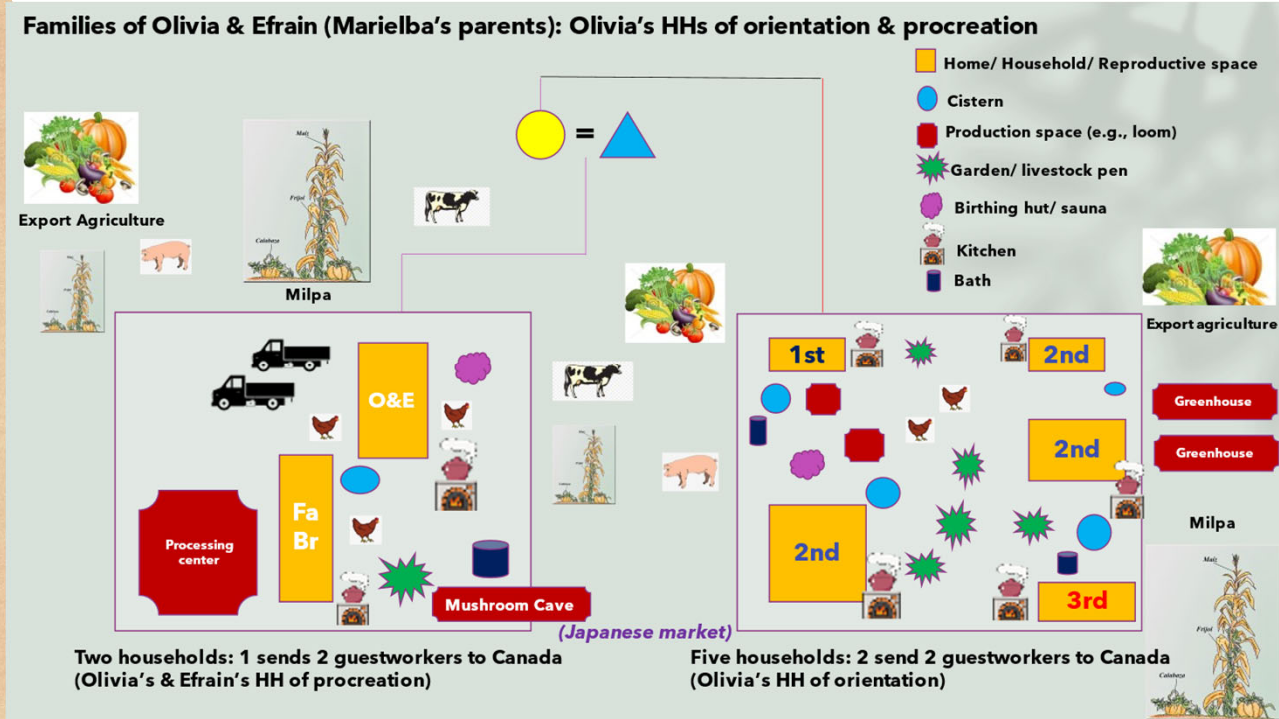 Families of Olivia & Efrain (Marielba's parents): Olivia's HHs of orientation & procreation
Home/ Household/ Reproductive space
Cistern
Production space (e.g., loom)
Garden/ livestock pen
Birthing hut/ sauna
Kitchen
Bath
=
Export Agriculture
Maíz
Frijol
Calabaza
Milpa
O&E
Fa
Br
Processing
center
Mushroom Cave
(Japanese market)
Two households: 1 sends 2 guestworkers to Canada
(Olivia's & Efrain's HH of procreation)
1st
2nd
2nd
2nd
3rd
Five households: 2 send 2 guestworkers to Canada
(Olivia's HH of orientation)
Export agriculture
Greenhouse
Greenhouse
Milpa
Maíz
Frijol
Calabaza